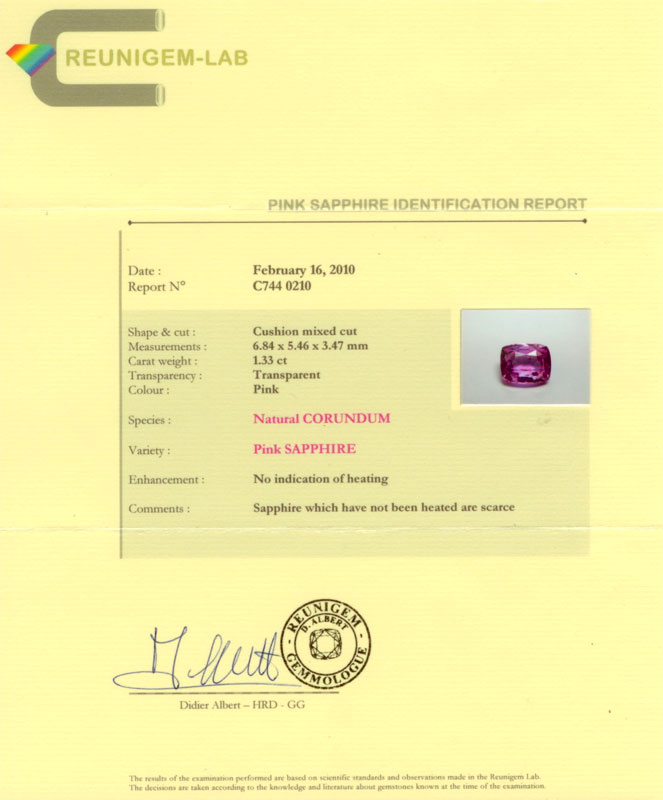 REUNIGEM-LAB
PINK SAPPHIRE IDENTIFICATION REPORT
Date : February 16, 2010
Report N° C744 0210
Shape & cut : Cushion mixed cut
Measurements : 6.84 x 5.46 x 3.47 mm
Carat weight : 1.33 ct
Transparency : Transparent
Colour : Pink
Species : Natural CORUNDUM
Variety : Pink SAPPHIRE
Enhancement : No indication of heating
Comments : Sapphire which have not been heated are scarce
- REUNIGEM -
D. ALBERT
GEMMOLOGUE
Didier Albert – HRD - GG
The results of the examination performed are based on scientific standards and observations made in the Reunigem Lab.
The decisions are taken according to the knowledge and literature about gemstones known at the time of the examination.